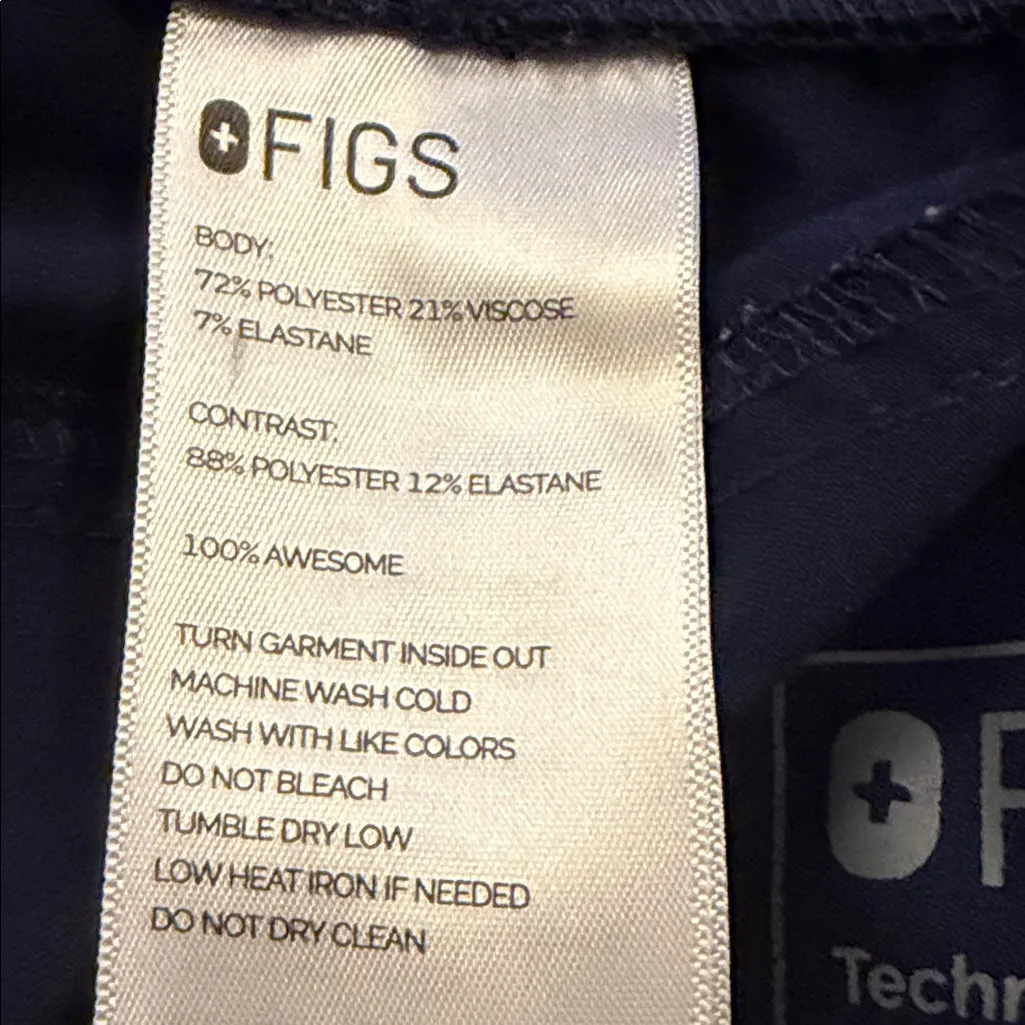 FIGS
BODY:
72% POLYESTER 21% VISCOSE
7% ELASTANE
CONTRAST:
88% POLYESTER 12% ELASTANE
100% AWESOME
TURN GARMENT INSIDE OUT
MACHINE WASH COLD
WASH WITH LIKE COLORS
DO NOT BLEACH
TUMBLE DRY LOW
LOW HEAT IRON IF NEEDED
DO NOT DRY CLEAN
F
Techn